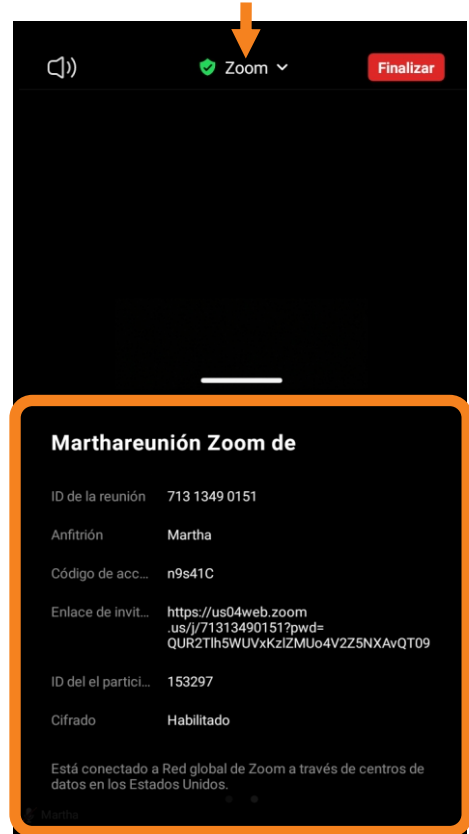 Zoom
Finalizar
Marthareunión Zoom de
ID de la reunión 713 1349 0151
Anfitrión Martha
Código de acc... n9s41C
Enlace de invit... https://us04web.zoom
.us/j/71313490151?pwd=
QUR2Tlh5WUVxKzlZMUo4V2Z5NXAvQT09
ID del el partici... 153297
Cifrado Habilitado
Está conectado a Red global de Zoom a través de centros de
datos en los Estados Unidos.
Martha